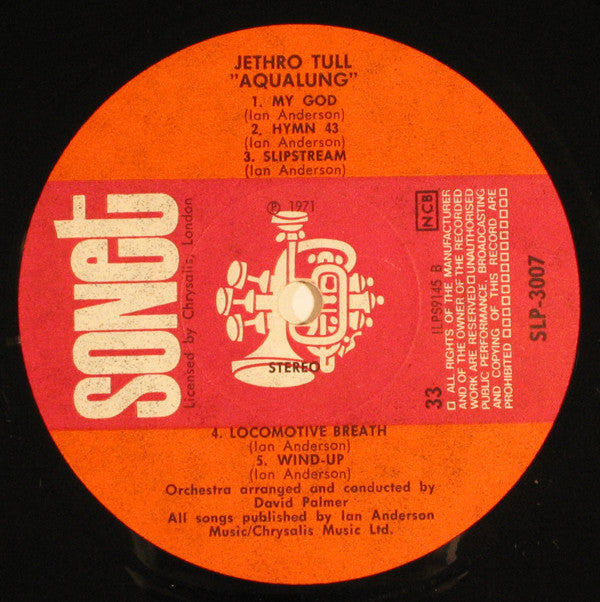 JETHRO TULL
"AQUALUNG"
1. MY GOD
(Ian Anderson)
2. HYMN 43
(Ian Anderson)
3. SLIPSTREAM
(Ian Anderson)
sonet
Licensed by Chrysalis, London
℗ 1971
STEREO
NCB
ILPS9145 B
□ ALL RIGHTS OF THE MANUFACTURER
AND OF THE OWNER OF THE RECORDED
WORK ARE RESERVED □ UNAUTHORISED
PUBLIC PERFORMANCE, BROADCASTING
AND COPYING OF THIS RECORD ARE
PROHIBITED □□□□□□□□□□□□
33
SLP-3007
4. LOCOMOTIVE BREATH
(Ian Anderson)
5. WIND-UP
(Ian Anderson)
Orchestra arranged and conducted by
David Palmer
All songs published by Ian Anderson
Music/Chrysalis Music Ltd.